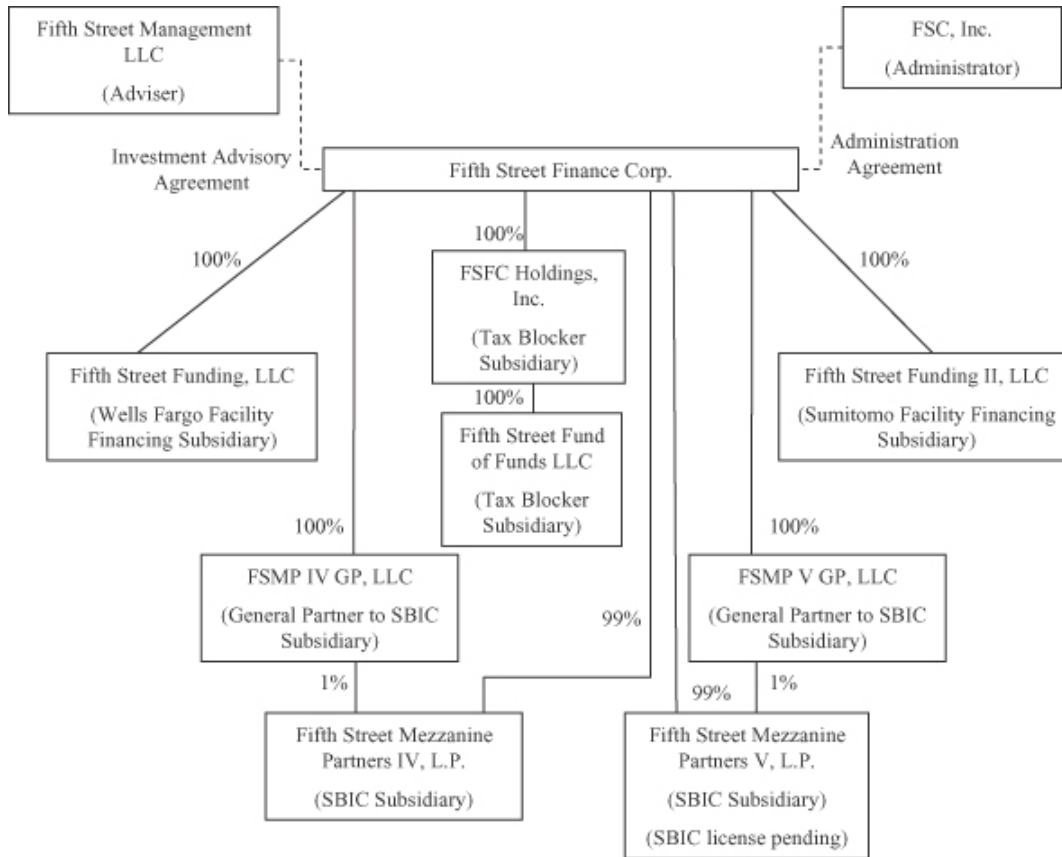 Fifth Street Management
LLC
(Adviser)
FSC, Inc.
(Administrator)
Investment Advisory
Agreement
Fifth Street Finance Corp.
Administration
Agreement
100%
100%
100%
FSFC Holdings,
Inc.
(Tax Blocker
Subsidiary)
Fifth Street Funding, LLC
(Wells Fargo Facility
Financing Subsidiary)
100%
Fifth Street Fund
of Funds LLC
(Tax Blocker
Subsidiary)
Fifth Street Funding II, LLC
(Sumitomo Facility Financing
Subsidiary)
100%
100%
FSMP IV GP, LLC
(General Partner to SBIC
Subsidiary)
99%
FSMP V GP, LLC
(General Partner to SBIC
Subsidiary)
1%
99%
1%
Fifth Street Mezzanine
Partners IV, L.P.
(SBIC Subsidiary)
Fifth Street Mezzanine
Partners V, L.P.
(SBIC Subsidiary)
(SBIC license pending)